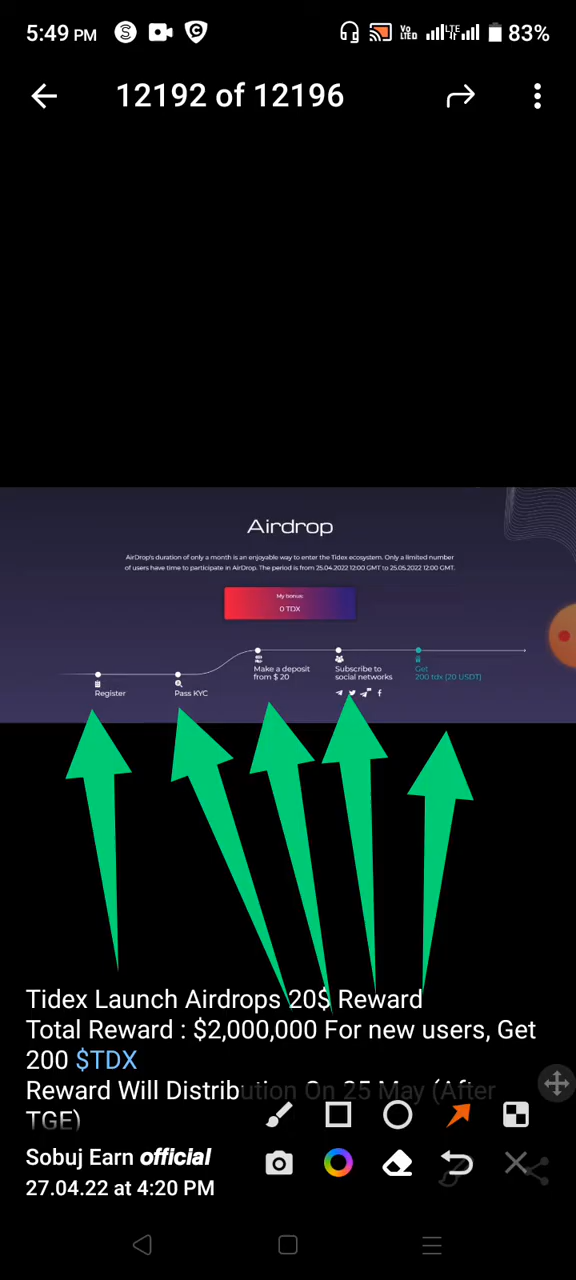 5:49 PM
Vo LTED LTE 83%
12192 of 12196
Airdrop
AirDrop's duration of only a month is an enjoyable way to enter the Tidex ecosystem. Only a limited number
of users have time to participate in AirDrop. The period is from 25.04.2022 12:00 GMT to 25.05.2022 12:00 GMT.
My bonus:
0 TDX
Register
Pass KYC
Make a deposit
from $ 20
Subscribe to
social networks
Get
200 tdx (20 USDT)
Tidex Launch Airdrops 20$ Reward
Total Reward : $2,000,000 For new users, Get
200 $TDX
Reward Will Distribution On 25 May (After
TGE)
Sobuj Earn official
27.04.22 at 4:20 PM